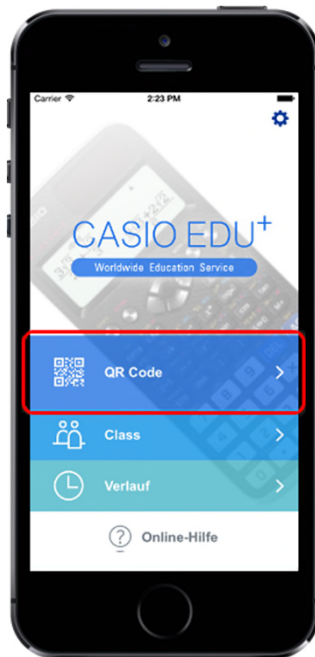 Carrier 2:23 PM
CASIO EDU+
Worldwide Education Service
QR Code
Class
Verlauf
Online-Hilfe